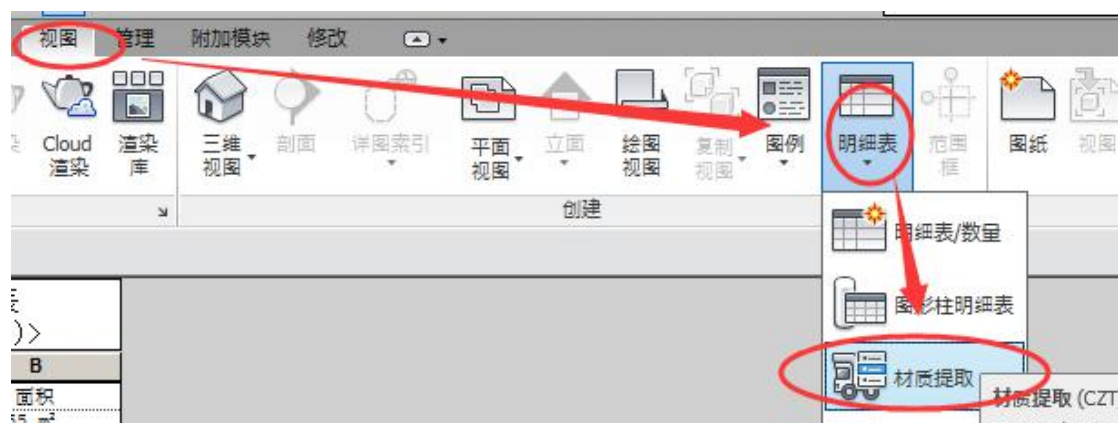 视图 管理 附加模块 修改
Cloud 渲染
渲染库
三维视图
剖面
详图索引
平面视图
立面
绘图视图
复制视图
图例
明细表
范围框
图纸
视图
创建
明细表/数量
图形柱明细表
材质提取
材质提取 (CZT
)>
B
面积